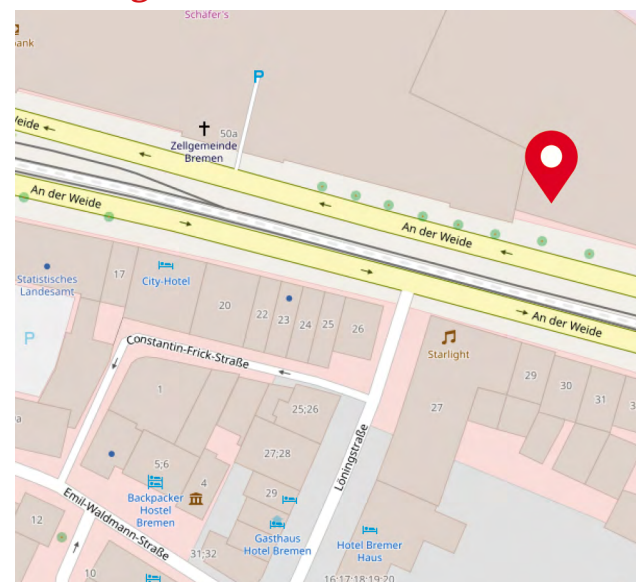 Schäfer's
bank
P
50a
Zellgemeinde
Bremen
Weide
An der Weide
An der Weide
An der Weide
Statistisches
Landesamt
17
City-Hotel
20
22
23
24
25
26
P
Constantin-Frick-Straße
Starlight
29
30
31
3
27
1
25;26
27;28
5;6
4
29
Löningstraße
Backpacker
Hostel
Bremen
Gasthaus
Hotel Bremen
Hotel Bremer
Haus
Emil-Waldmann-Straße
12
10
31;32
16;17;18;19;20